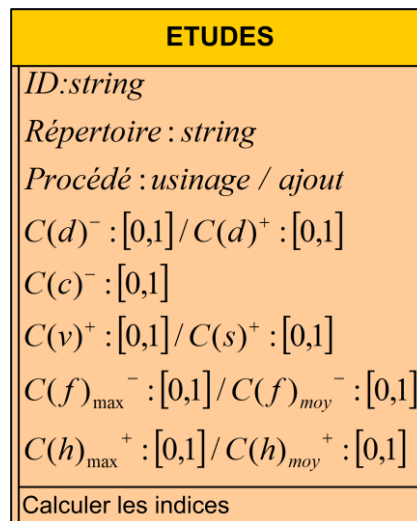 ETUDES
ID:string
Répertoire : string
Procédé : usinage / ajout
C(d)⁻ : [0,1] / C(d)⁺ : [0,1]
C(c)⁻ : [0,1]
C(v)⁺ : [0,1] / C(s)⁺ : [0,1]
C(f)max⁻ : [0,1] / C(f)moy⁻ : [0,1]
C(h)max⁺ : [0,1] / C(h)moy⁺ : [0,1]
Calculer les indices